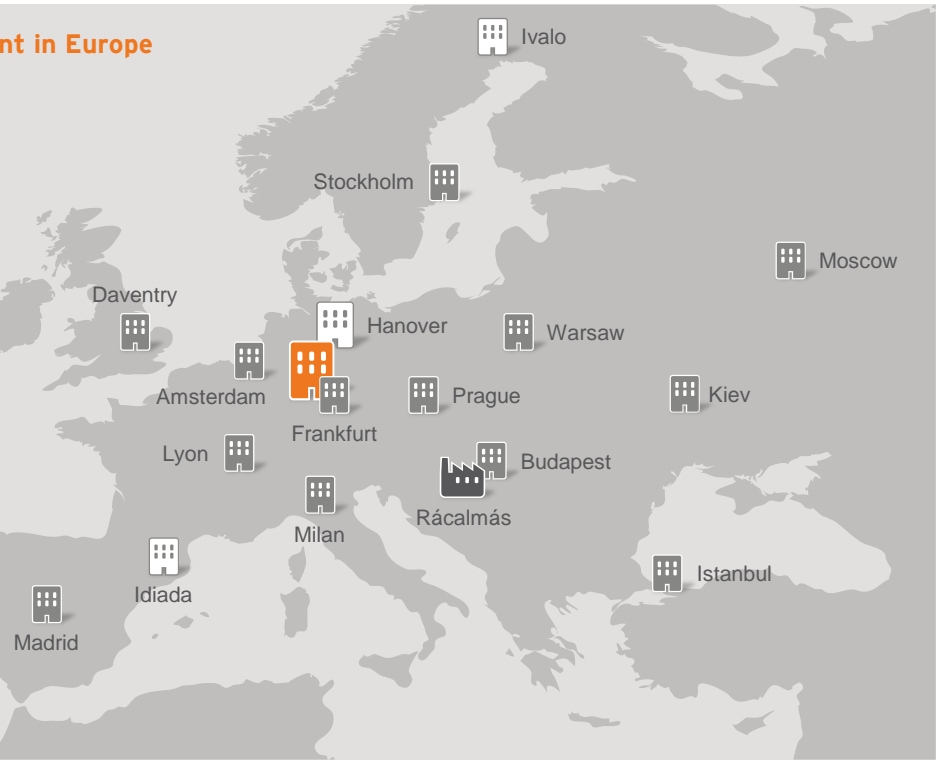 nt in Europe
Ivalo
Stockholm
Moscow
Daventry
Hanover
Warsaw
Amsterdam
Prague
Kiev
Frankfurt
Lyon
Budapest
Rácalmás
Milan
Istanbul
Idiada
Madrid